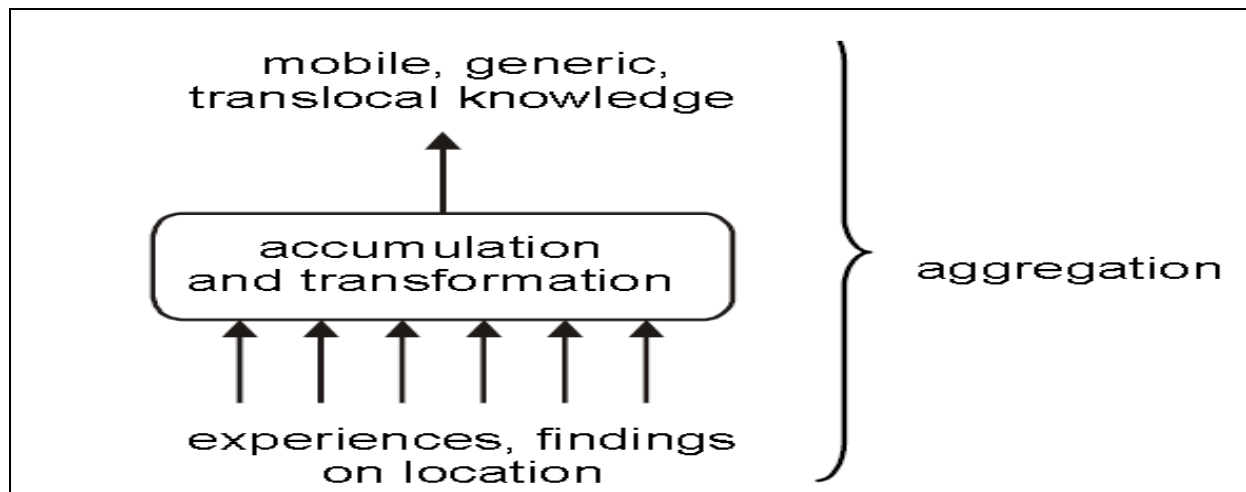 mobile, generic,
translocal knowledge
accumulation
and transformation
aggregation
experiences, findings
on location